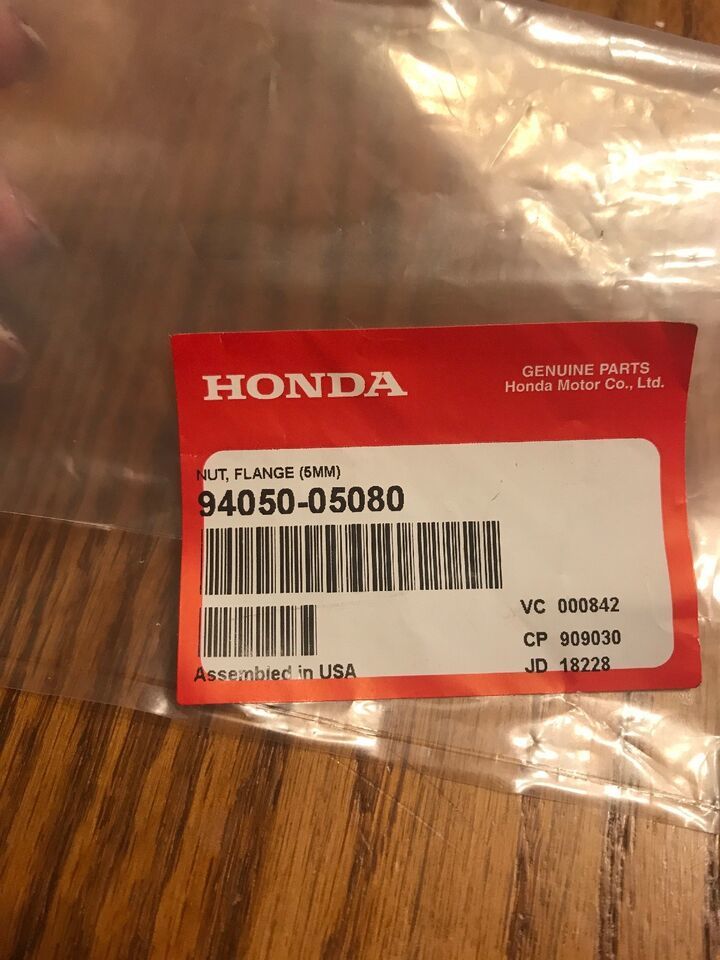 HONDA
GENUINE PARTS
Honda Motor Co., Ltd.
NUT, FLANGE (5MM)
94050-05080
VC 000842
CP 909030
JD 18228
Assembled in USA